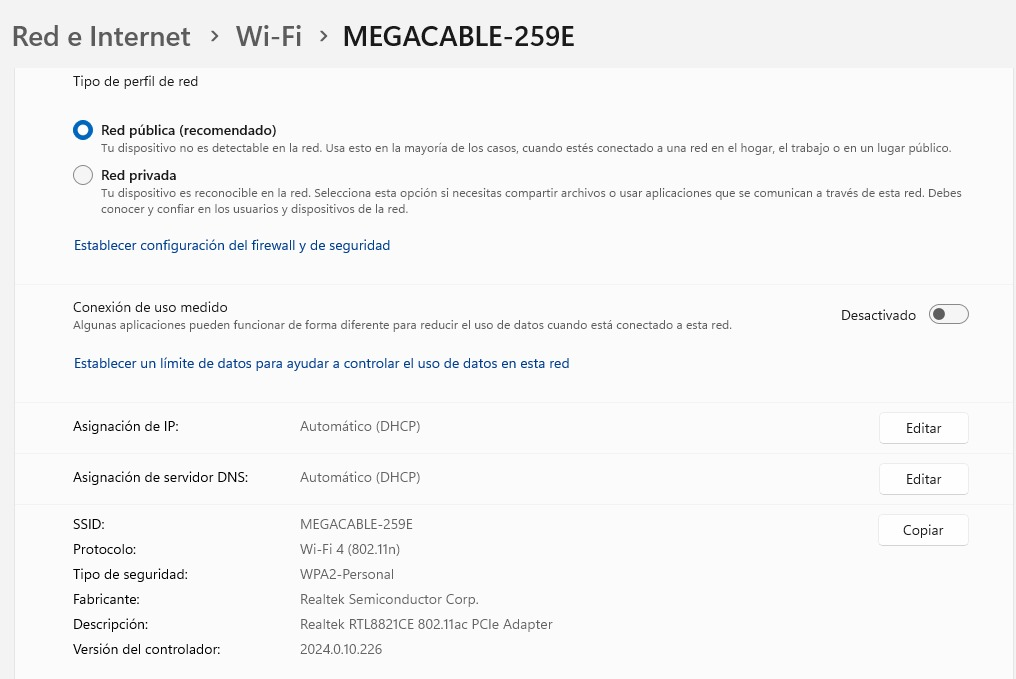 Red e Internet > Wi-Fi > MEGACABLE-259E
Tipo de perfil de red
Red pública (recomendado)
Tu dispositivo no es detectable en la red. Usa esto en la mayoría de los casos, cuando estés conectado a una red en el hogar, el trabajo o en un lugar público.
Red privada
Tu dispositivo es reconocible en la red. Selecciona esta opción si necesitas compartir archivos o usar aplicaciones que se comunican a través de esta red. Debes
conocer y confiar en los usuarios y dispositivos de la red.
Establecer configuración del firewall y de seguridad
Conexión de uso medido
Algunas aplicaciones pueden funcionar de forma diferente para reducir el uso de datos cuando está conectado a esta red.
Desactivado
Establecer un límite de datos para ayudar a controlar el uso de datos en esta red
Asignación de IP: Automático (DHCP) Editar
Asignación de servidor DNS: Automático (DHCP) Editar
SSID: MEGACABLE-259E Copiar
Protocolo: Wi-Fi 4 (802.11n)
Tipo de seguridad: WPA2-Personal
Fabricante: Realtek Semiconductor Corp.
Descripción: Realtek RTL8821CE 802.11ac PCIe Adapter
Versión del controlador: 2024.0.10.226